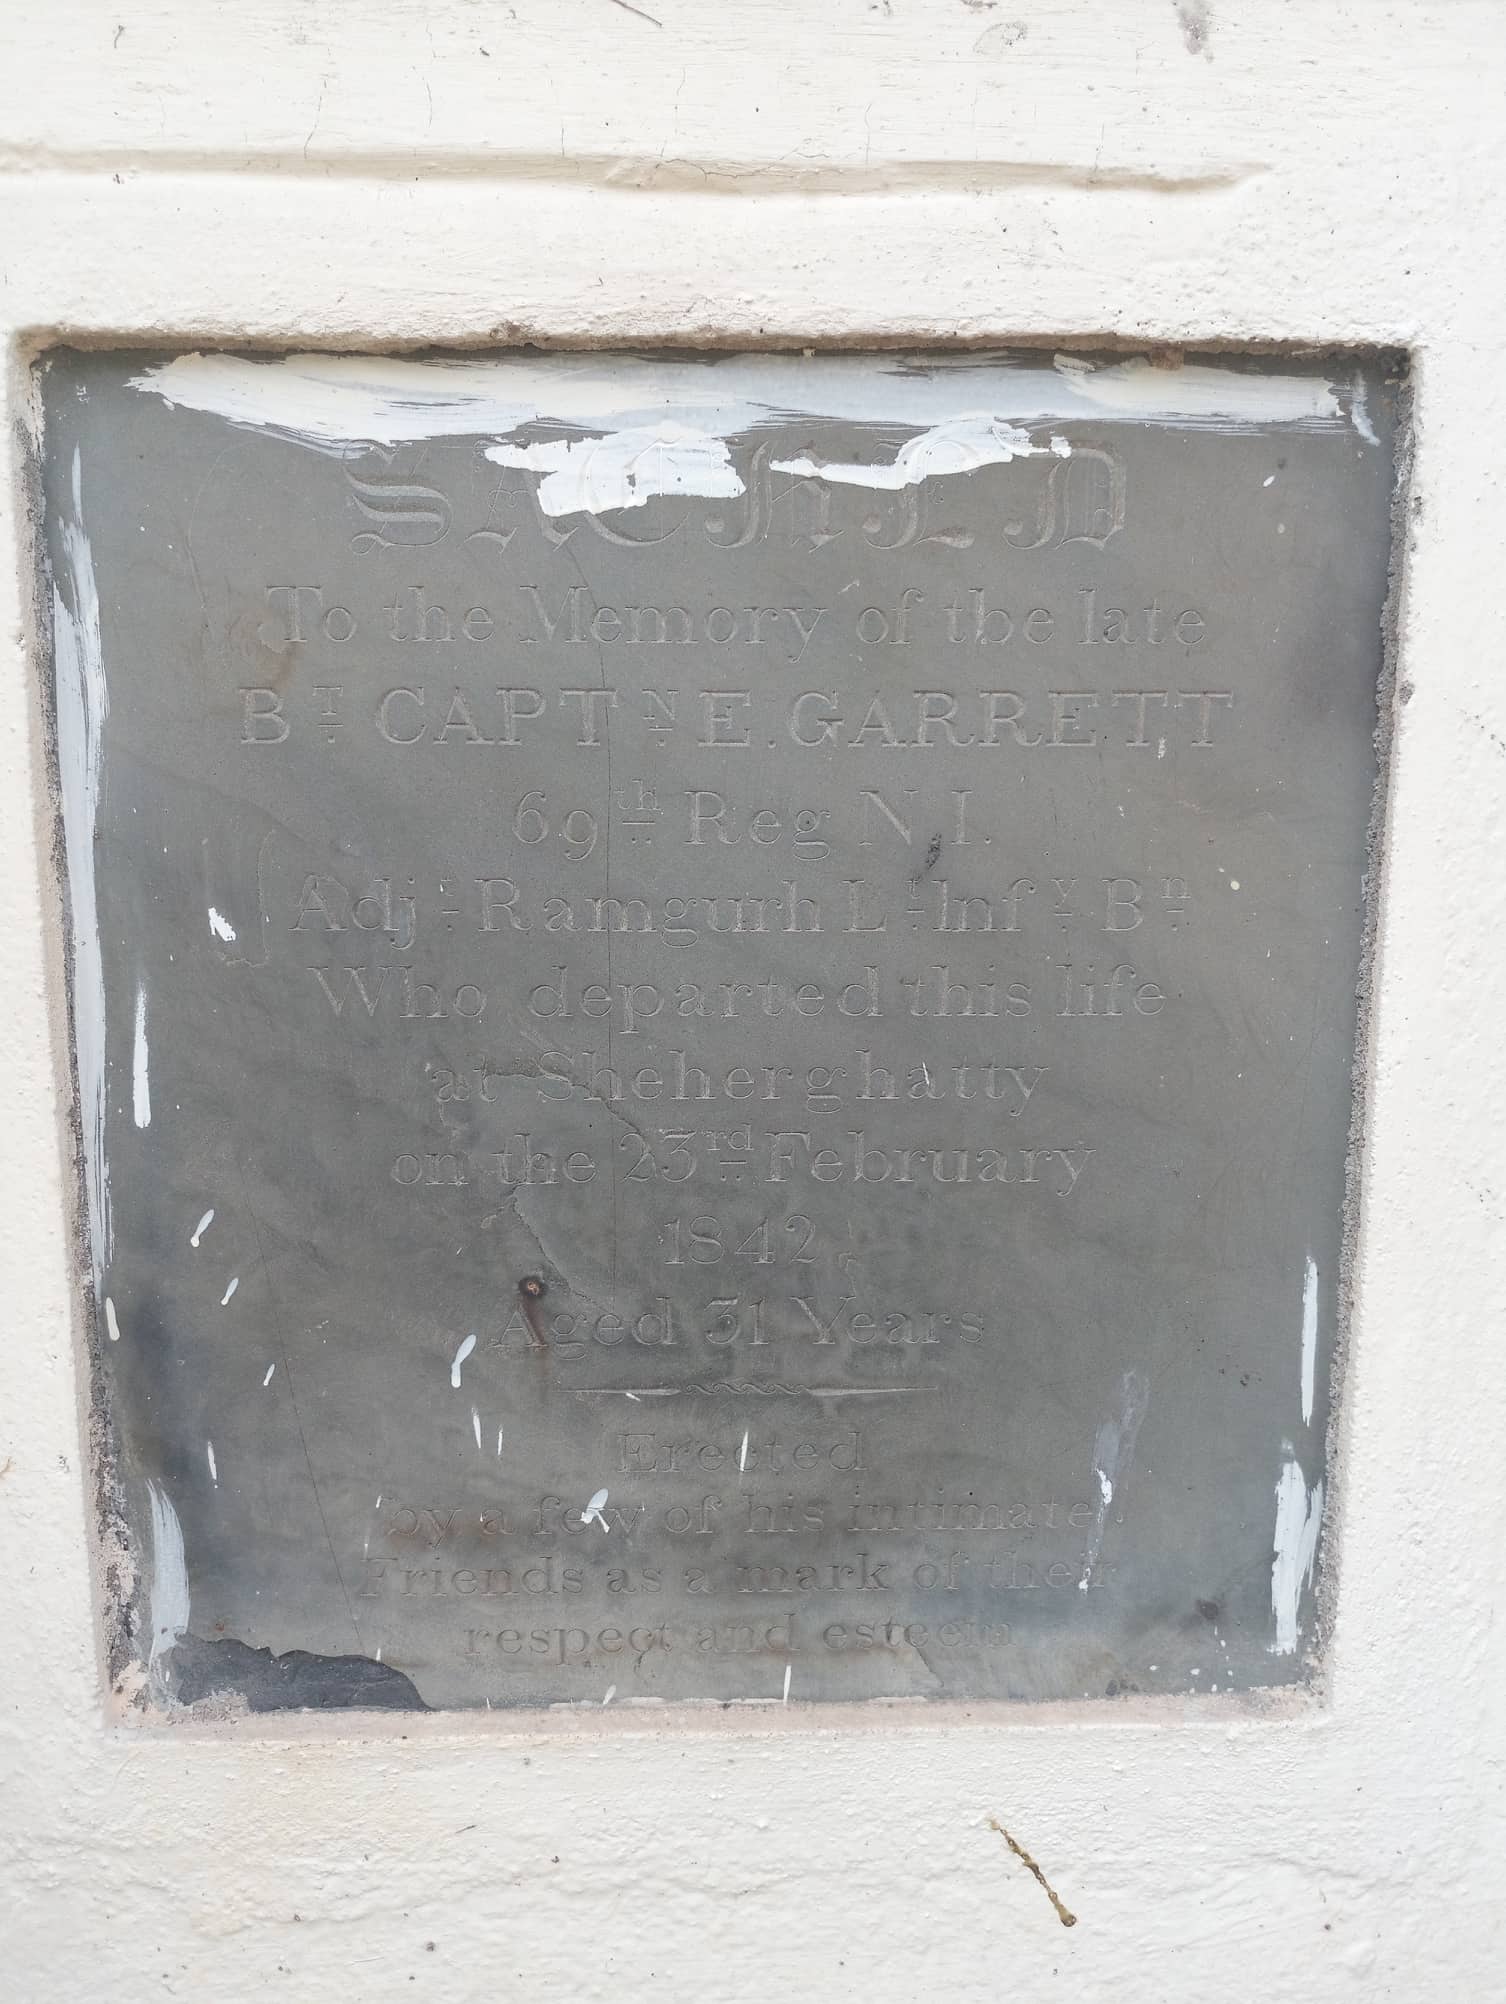 SACRED
To the Memory of the late
BT CAPTN E. GARRETT
69th Reg N.I.
Adjt Ramgurh Lt Infy Bn
Who departed this life
at Sheherghatty
on the 23rd February
1842
Aged 31 Years
Erected
by a few of his intimate
Friends as a mark of their
respect and esteem